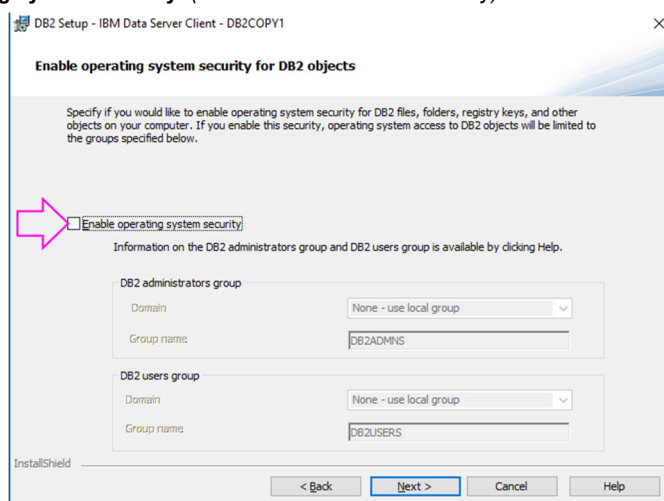 DB2 Setup - IBM Data Server Client - DB2COPY1
Enable operating system security for DB2 objects
Specify if you would like to enable operating system security for DB2 files, folders, registry keys, and other
objects on your computer. If you enable this security, operating system access to DB2 objects will be limited to
the groups specified below.
Enable operating system security
Information on the DB2 administrators group and DB2 users group is available by clicking Help.
DB2 administrators group
Domain
None - use local group
Group name
DB2ADMNS
DB2 users group
Domain
None - use local group
Group name
DB2USERS
InstallShield
< Back
Next >
Cancel
Help